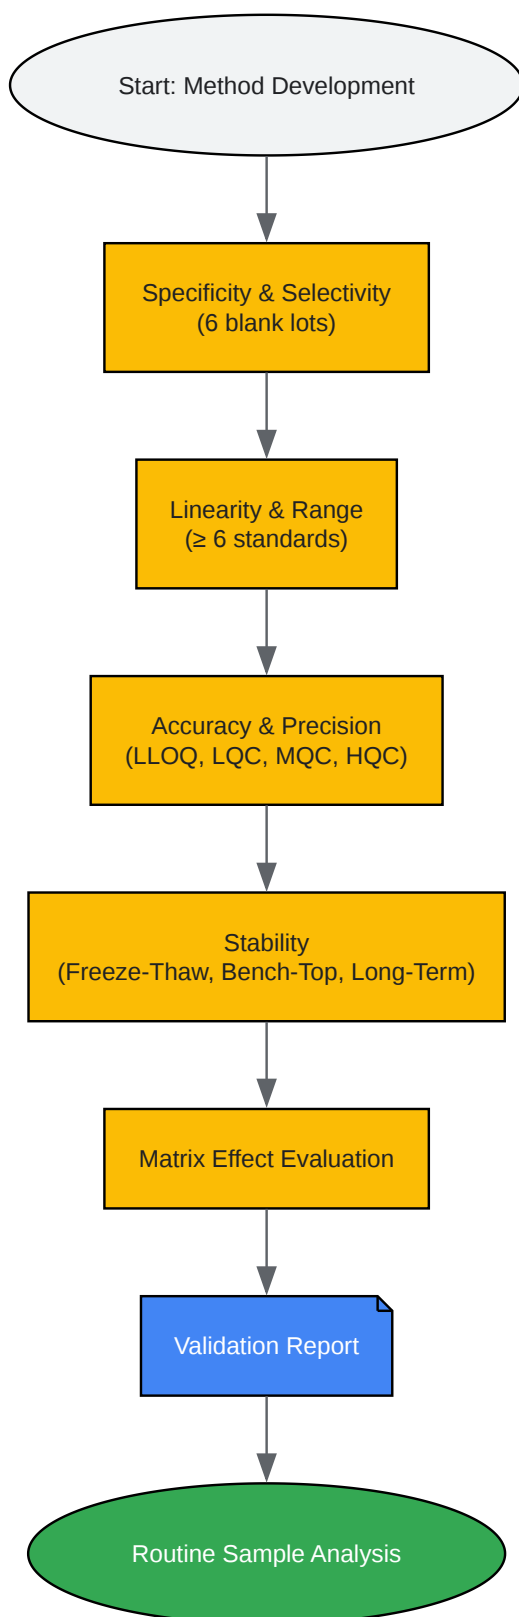 Start: Method Development
Specificity & Selectivity
(6 blank lots)
Linearity & Range
(≥ 6 standards)
Accuracy & Precision
(LLOQ, LQC, MQC, HQC)
Stability
(Freeze-Thaw, Bench-Top, Long-Term)
Matrix Effect Evaluation
Validation Report
Routine Sample Analysis